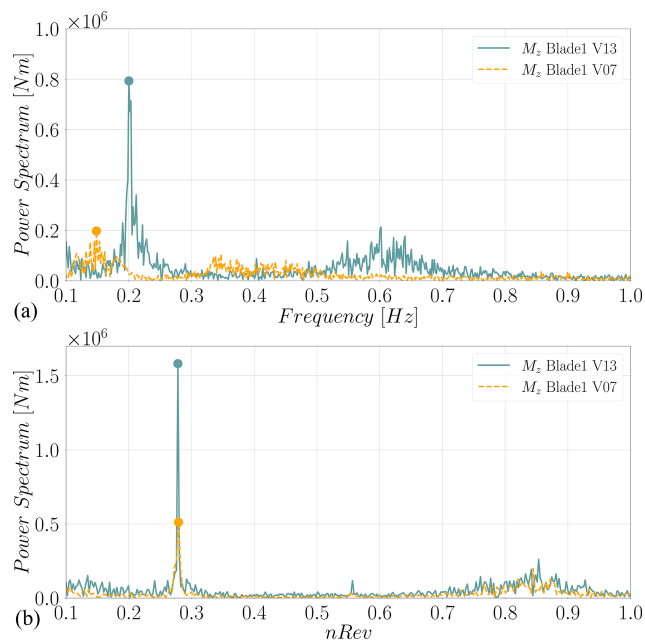 ×10⁶
1.0
0.8
0.6
0.4
0.2
0.0
Power Spectrum [Nm]
M_z Blade1 V13
M_z Blade1 V07
0.1 0.2 0.3 0.4 0.5 0.6 0.7 0.8 0.9 1.0
(a)
Frequency [Hz]
×10⁶
1.5
1.0
0.5
0.0
Power Spectrum [Nm]
M_z Blade1 V13
M_z Blade1 V07
0.1 0.2 0.3 0.4 0.5 0.6 0.7 0.8 0.9 1.0
(b)
nRev